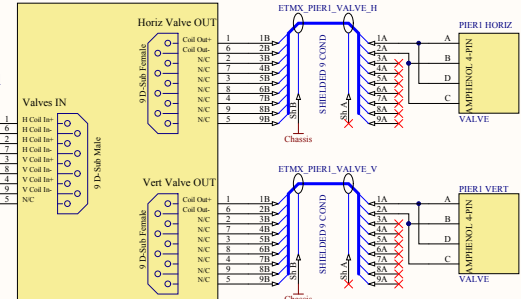 ETMX_PIER1_VALVE_H
Horiz Valve OUT
9 D-Sub Female
Coil Out+ 1 1B
Coil Out- 6 2B
N/C 2 3B
N/C 7 4B
N/C 3 5B
N/C 8 6B
N/C 4 7B
N/C 9 8B
N/C 5 9B
Sh B
Chassis
SHIELDED 9 COND
Sh A
1A
2A
3A
4A
5A
6A
7A
8A
9A
PIER1 HORIZ
A
B
D
C
AMPHENOL 4-PIN
VALVE
Valves IN
1 H Coil In+
6 H Coil In-
2 H Coil In+
7 H Coil In-
3 V Coil In+
8 V Coil In-
4 V Coil In+
9 V Coil In-
5 N/C
9 D-Sub Male
ETMX_PIER1_VALVE_V
Vert Valve OUT
9 D-Sub Female
Coil Out+ 1 1B
Coil Out- 6 2B
N/C 2 3B
N/C 7 4B
N/C 3 5B
N/C 8 6B
N/C 4 7B
N/C 9 8B
N/C 5 9B
Sh B
Chassis
SHIELDED 9 COND
Sh A
1A
2A
3A
4A
5A
6A
7A
8A
9A
PIER1 VERT
A
B
D
C
AMPHENOL 4-PIN
VALVE